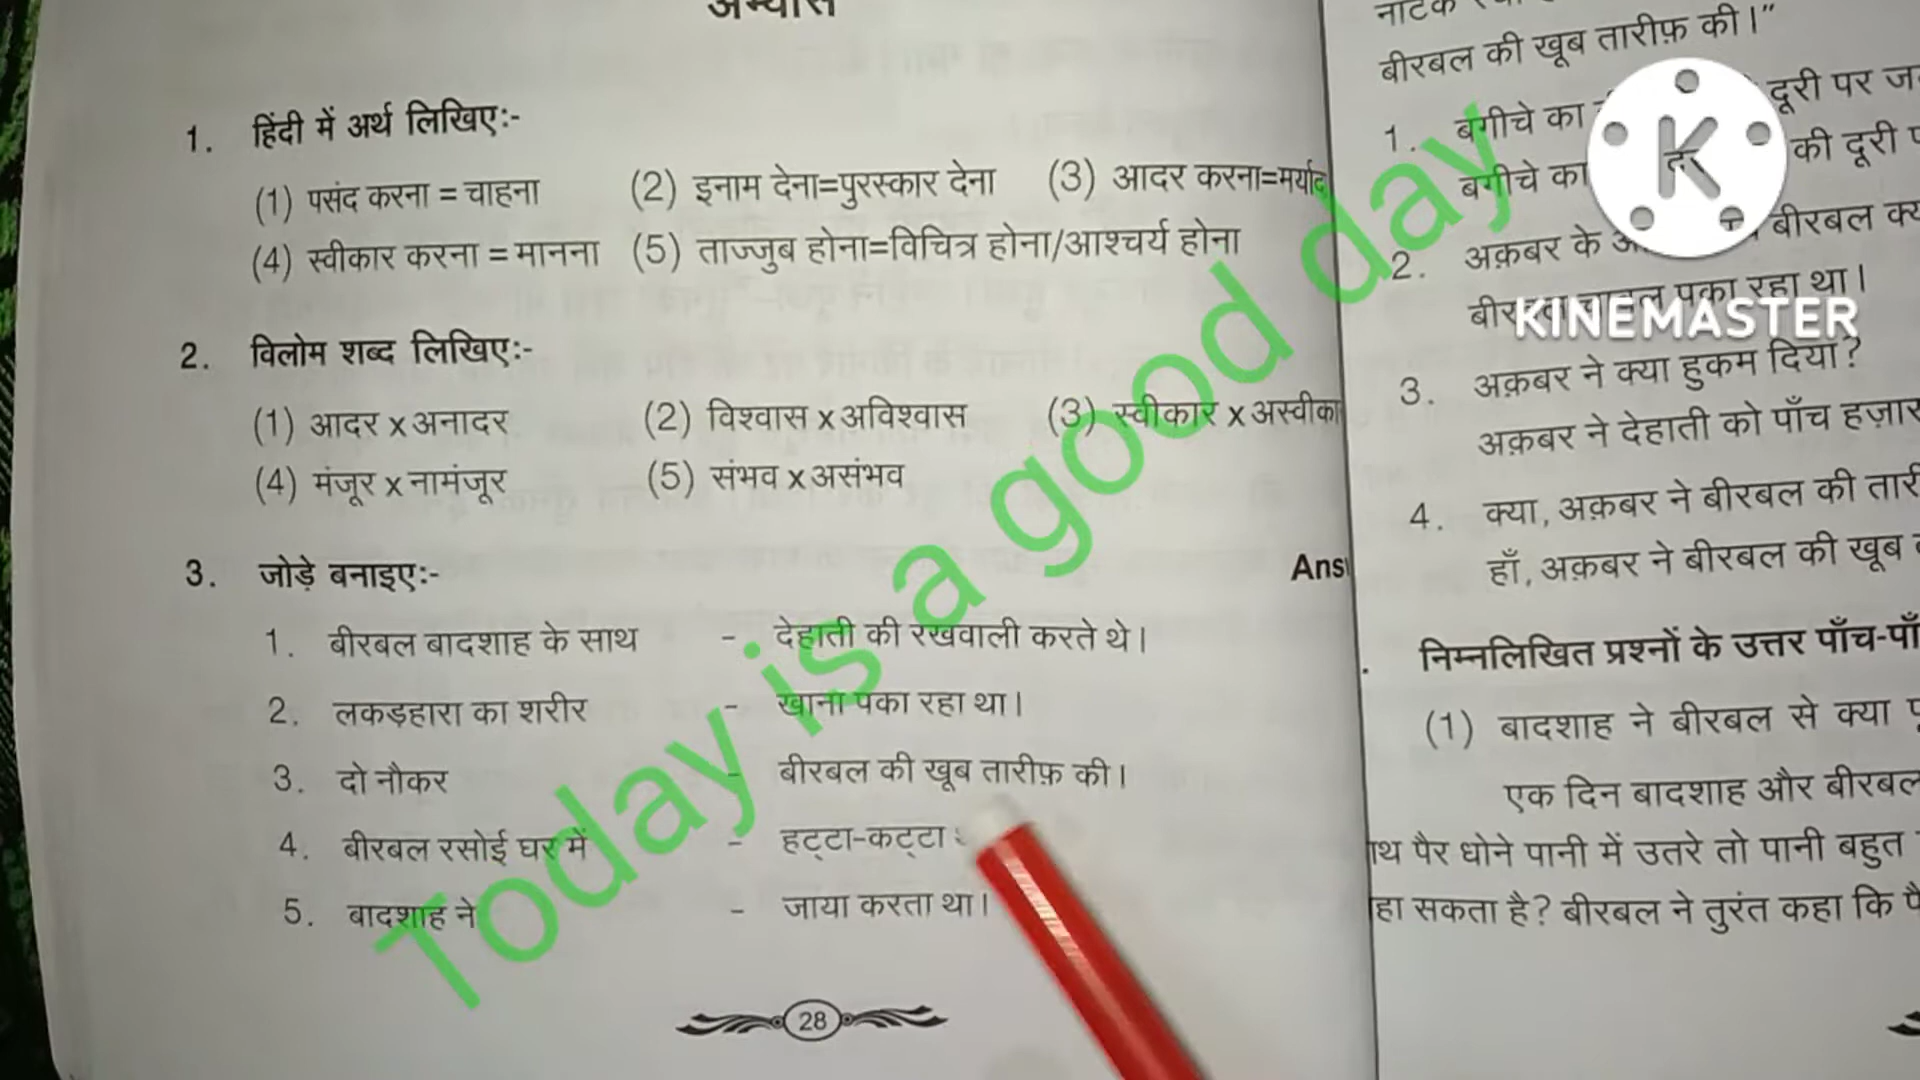 अभ्यास
1. हिंदी में अर्थ लिखिए:-
(1) पसंद करना = चाहना (2) इनाम देना=पुरस्कार देना (3) आदर करना=मर्याद
(4) स्वीकार करना = मानना (5) ताज्जुब होना=विचित्र होना/आश्चर्य होना
2. विलोम शब्द लिखिए:-
(1) आदर x अनादर (2) विश्वास x अविश्वास (3) स्वीकार x अस्वीका
(4) मंजूर x नामंजूर (5) संभव x असंभव
3. जोड़े बनाइए:- Ans
1. बीरबल बादशाह के साथ - देहाती की रखवाली करते थे।
2. लकड़हारा का शरीर - खाना पका रहा था।
3. दो नौकर - बीरबल की खूब तारीफ़ की।
4. बीरबल रसोई घर में - हट्टा-कट्टा
5. बादशाह ने - जाया करता था।
28
नाटक
बीरबल की खूब तारीफ़ की।”
1. बगीचे का दूरी पर
बगीचे का की दूरी
2. अक़बर के बीरबल
पका रहा था।
3. अक़बर ने क्या हुकम दिया?
अक़बर ने देहाती को पाँच हज़ार
4. क्या, अक़बर ने बीरबल की
हाँ, अक़बर ने बीरबल की खूब
निम्नलिखित प्रश्नों के उत्तर पाँच-पाँ
(1) बादशाह ने बीरबल से क्या
एक दिन बादशाह और बीरबल
थ पैर धोने पानी में उतरे तो पानी बहुत
हा सकता है? बीरबल ने तुरंत कहा कि
Today is a good day
K
KINEMASTER